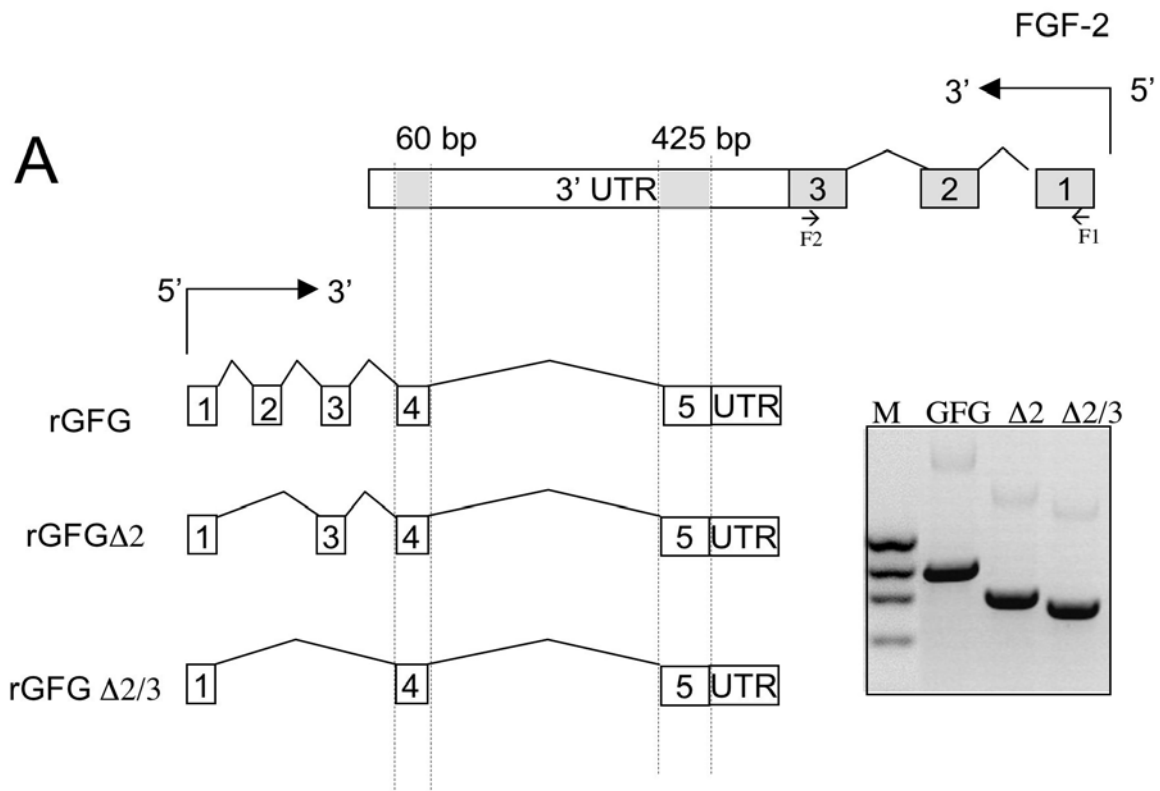 FGF-2
3’ 5’
A
60 bp 425 bp
3’ UTR 3 2 1
F2 F1
5’ 3’
rGFG 1 2 3 4 5 UTR
M GFG Δ2 Δ2/3
rGFGΔ2 1 3 4 5 UTR
rGFG Δ2/3 1 4 5 UTR